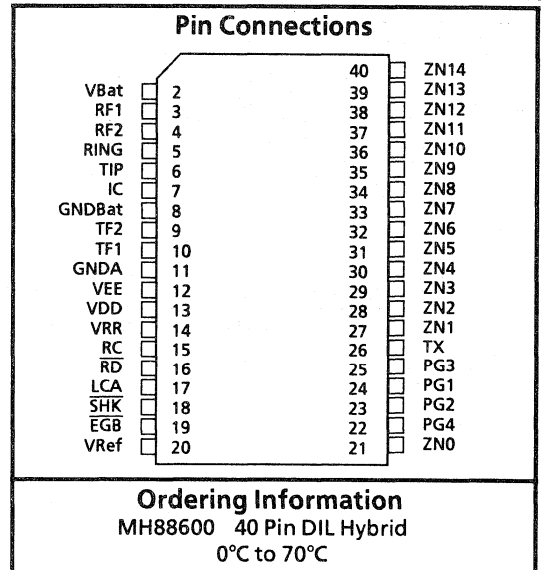 Pin Connections
40 ZN14
VBat 2 39 ZN13
RF1 3 38 ZN12
RF2 4 37 ZN11
RING 5 36 ZN10
TIP 6 35 ZN9
IC 7 34 ZN8
GNDBat 8 33 ZN7
TF2 9 32 ZN6
TF1 10 31 ZN5
GNDA 11 30 ZN4
VEE 12 29 ZN3
VDD 13 28 ZN2
VRR 14 27 ZN1
RC 15 26 TX
RD 16 25 PG3
LCA 17 24 PG1
SHK 18 23 PG2
EGB 19 22 PG4
VRef 20 21 ZN0
Ordering Information
MH88600 40 Pin DIL Hybrid
0°C to 70°C